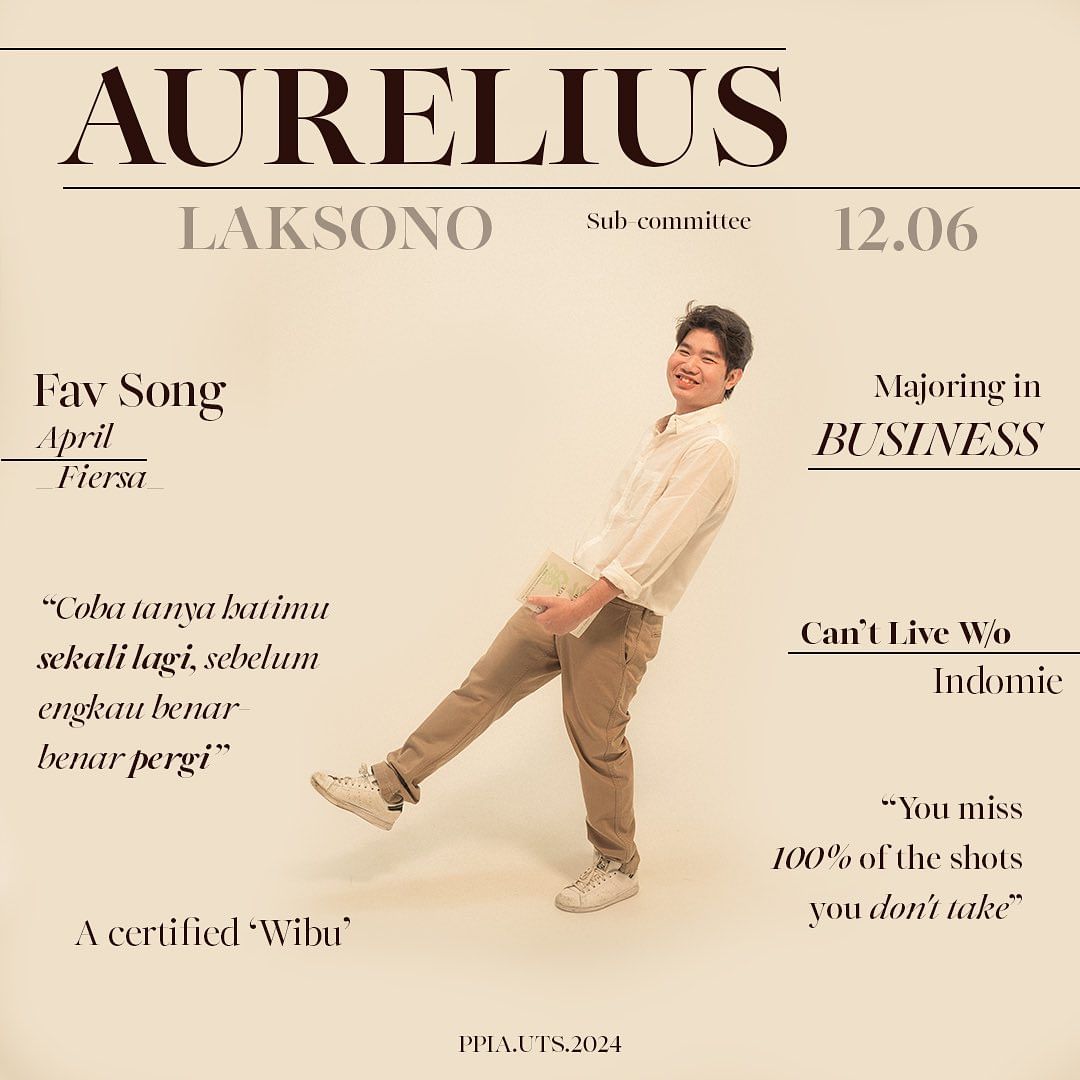 AURELIUS
LAKSONO
Sub-committee
12.06
Fav Song
April
_Fiersa_
Majoring in
BUSINESS
“Coba tanya hatimu
sekali lagi, sebelum
engkau benar-
benar pergi”
Can’t Live W/o
Indomie
“You miss
100% of the shots
you don't take”
A certified ‘Wibu’
PPIA.UTS.2024